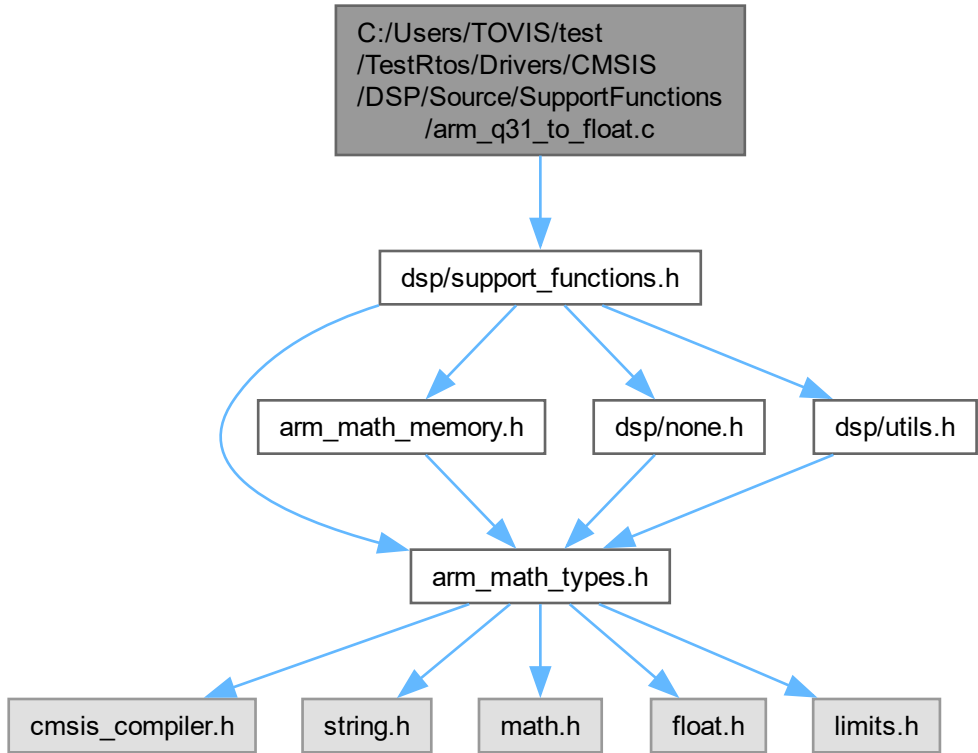 C:/Users/TOVIS/test
/TestRtos/Drivers/CMSIS
/DSP/Source/SupportFunctions
/arm_q31_to_float.c
dsp/support_functions.h
arm_math_memory.h
dsp/none.h
dsp/utils.h
arm_math_types.h
cmsis_compiler.h
string.h
math.h
float.h
limits.h